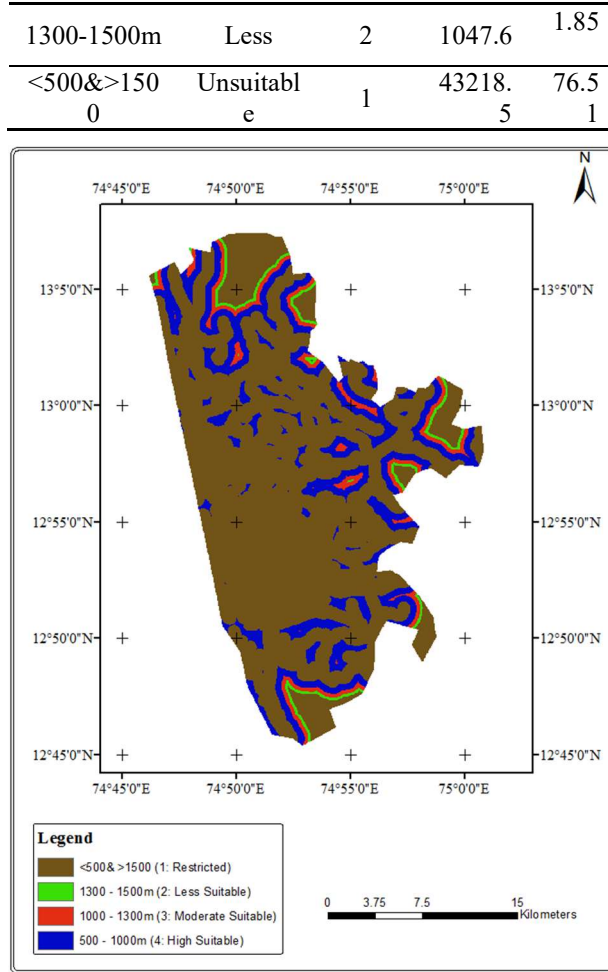 1300-1500m Less 2 1047.6 1.85
<500&>150 Unsuitabl 1 43218. 76.5
0 e 5 1
N
74°45'0"E 74°50'0"E 74°55'0"E 75°0'0"E
13°5'0"N 13°5'0"N
13°0'0"N 13°0'0"N
12°55'0"N 12°55'0"N
12°50'0"N 12°50'0"N
12°45'0"N 12°45'0"N
74°45'0"E 74°50'0"E 74°55'0"E 75°0'0"E
Legend
<500& >1500 (1: Restricted)
1300 - 1500m (2: Less Suitable)
1000 - 1300m (3: Moderate Suitable)
500 - 1000m (4: High Suitable)
0 3.75 7.5 15
Kilometers